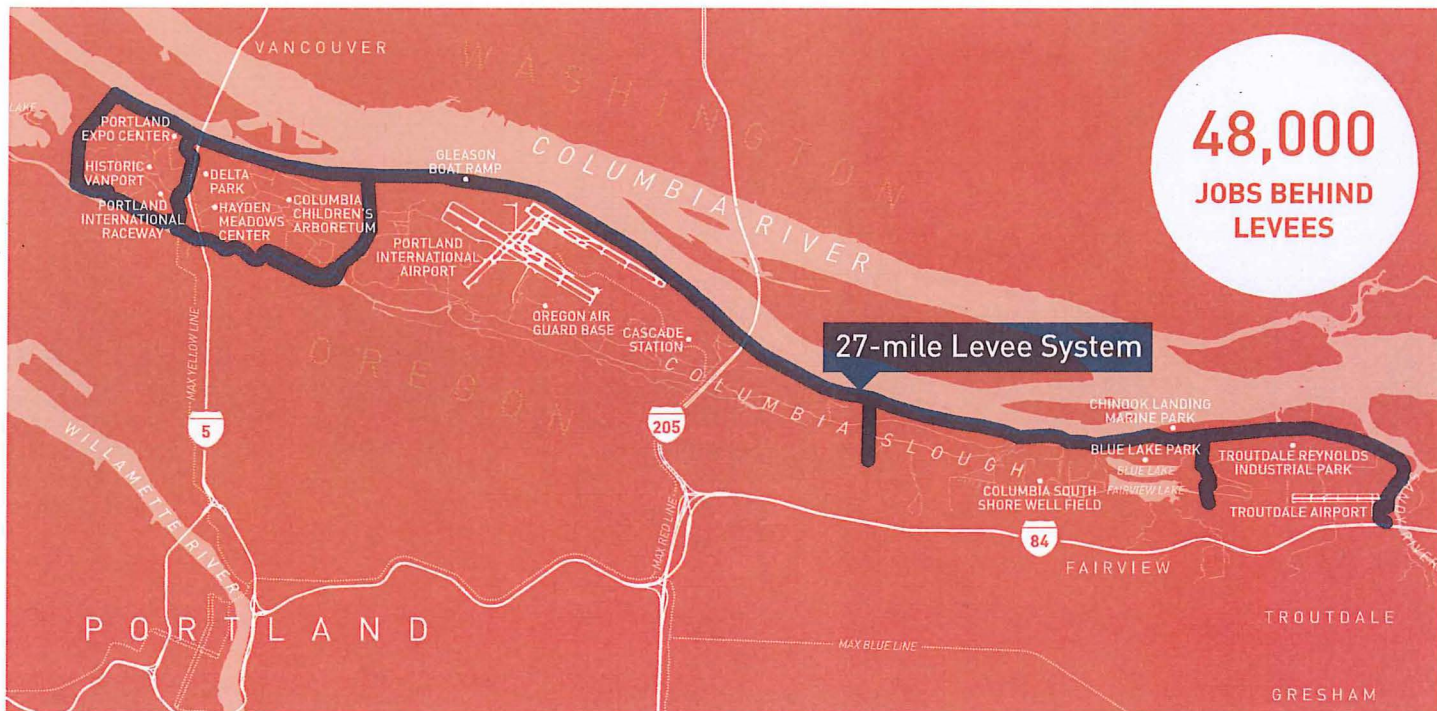 VANCOUVER
WASHINGTON
LAKE
PORTLAND
EXPO CENTER
HISTORIC
VANPORT
PORTLAND
INTERNATIONAL
RACEWAY
DELTA
PARK
HAYDEN
MEADOWS
CENTER
COLUMBIA
CHILDREN'S
ARBORETUM
GLEASON
BOAT RAMP
COLUMBIA RIVER
48,000
JOBS BEHIND
LEVEES
PORTLAND
INTERNATIONAL
AIRPORT
OREGON AIR
GUARD BASE
CASCADE
STATION
27-mile Levee System
OREGON
COLUMBIA SLOUGH
MAX YELLOW LINE
5
205
CHINOOK LANDING
MARINE PARK
BLUE LAKE PARK
BLUE LAKE
FAIRVIEW LAKE
TROUTDALE REYNOLDS
INDUSTRIAL PARK
COLUMBIA SOUTH
SHORE WELL FIELD
TROUTDALE AIRPORT
WILLAMETTE RIVER
MAX RED LINE
84
FAIRVIEW
PORTLAND
TROUTDALE
MAX BLUE LINE
GRESHAM